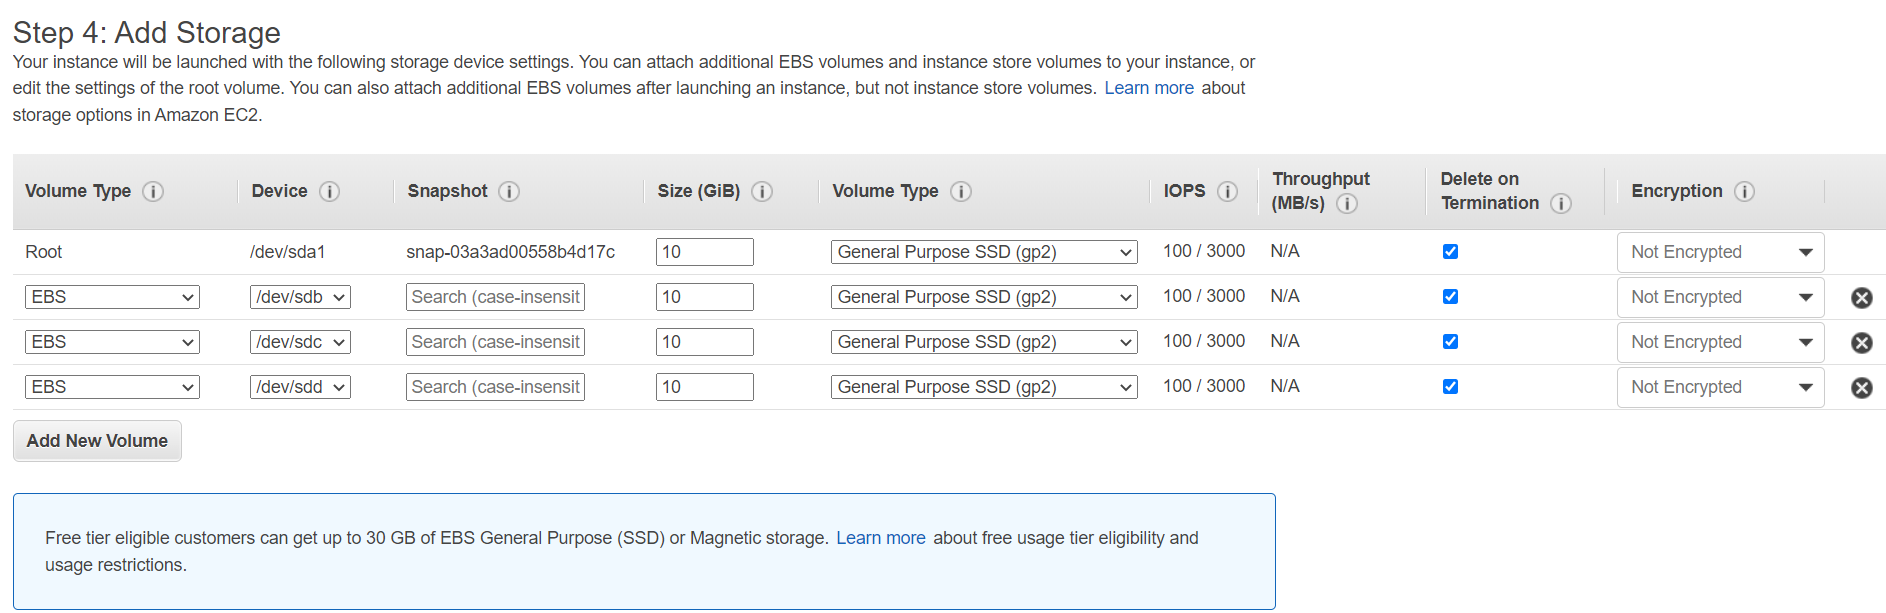 Step 4: Add Storage
Your instance will be launched with the following storage device settings. You can attach additional EBS volumes and instance store volumes to your instance, or
edit the settings of the root volume. You can also attach additional EBS volumes after launching an instance, but not instance store volumes. Learn more about
storage options in Amazon EC2.
Volume Type i Device i Snapshot i Size (GiB) i Volume Type i IOPS i Throughput (MB/s) i Delete on Termination i Encryption i
Root /dev/sda1 snap-03a3ad00558b4d17c 10 General Purpose SSD (gp2) 100 / 3000 N/A Not Encrypted
EBS /dev/sdb Search (case-insensit 10 General Purpose SSD (gp2) 100 / 3000 N/A Not Encrypted
EBS /dev/sdc Search (case-insensit 10 General Purpose SSD (gp2) 100 / 3000 N/A Not Encrypted
EBS /dev/sdd Search (case-insensit 10 General Purpose SSD (gp2) 100 / 3000 N/A Not Encrypted
Add New Volume
Free tier eligible customers can get up to 30 GB of EBS General Purpose (SSD) or Magnetic storage. Learn more about free usage tier eligibility and
usage restrictions.